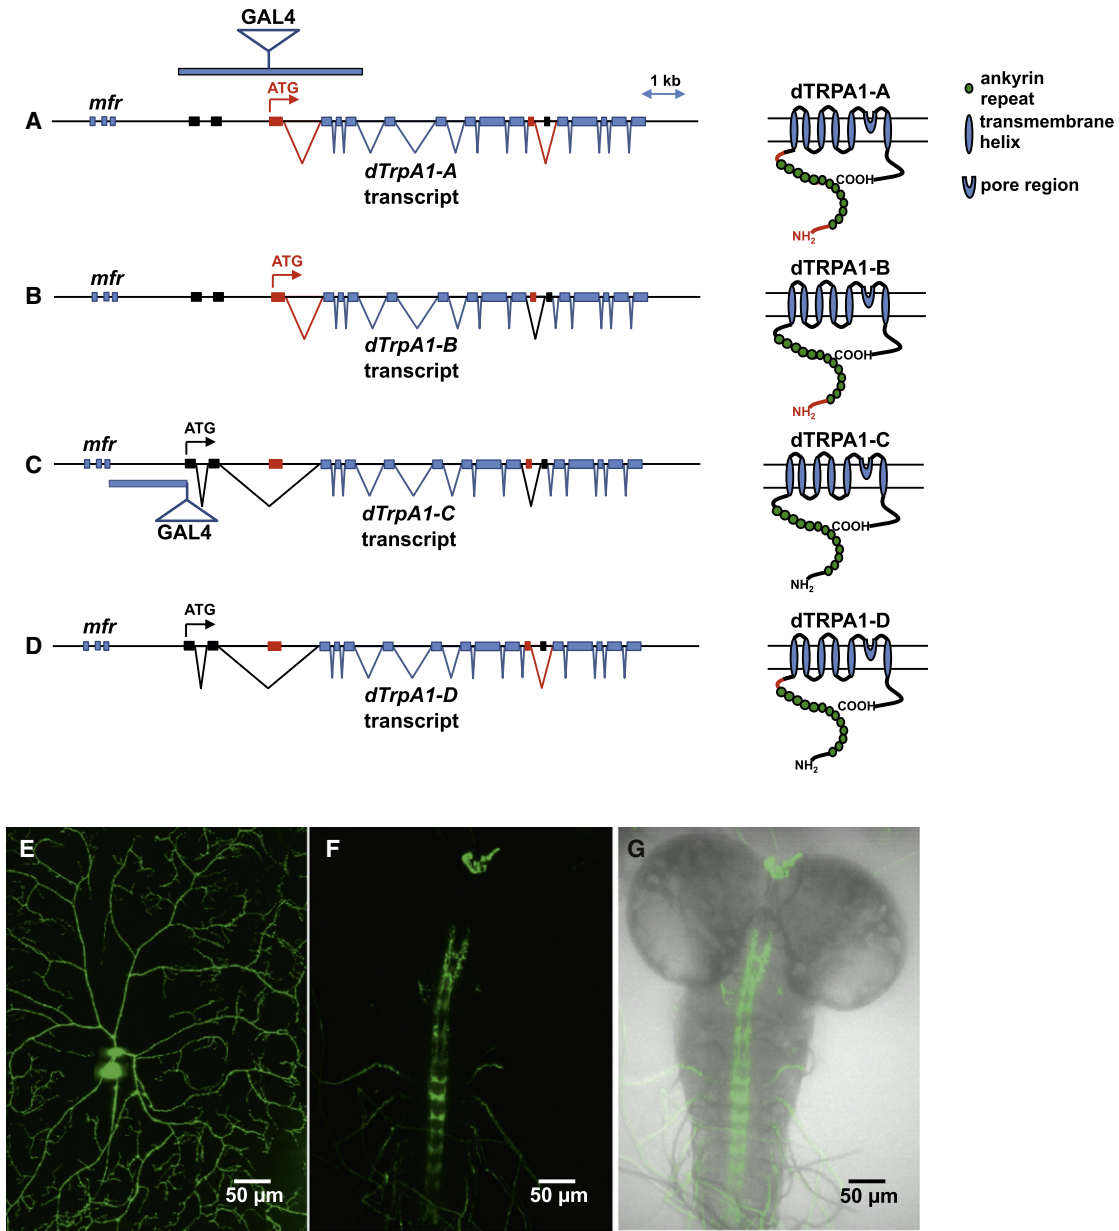 GAL4
ATG
1 kb
mfr
A
dTrpA1-A
transcript
dTRPA1-A
COOH
NH2
ankyrin
repeat
transmembrane
helix
pore region
ATG
mfr
B
dTrpA1-B
transcript
dTRPA1-B
COOH
NH2
ATG
mfr
C
GAL4
dTrpA1-C
transcript
dTRPA1-C
COOH
NH2
ATG
mfr
D
dTrpA1-D
transcript
dTRPA1-D
COOH
NH2
E
50 µm
F
50 µm
G
50 µm